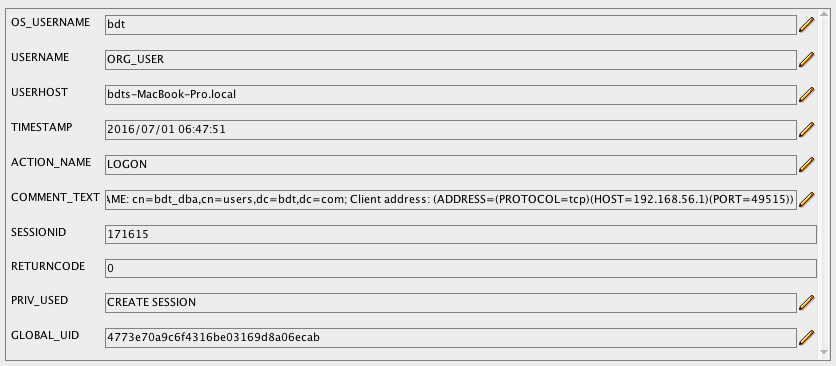 OS_USERNAME bdt
USERNAME ORG_USER
USERHOST bdts-MacBook-Pro.local
TIMESTAMP 2016/07/01 06:47:51
ACTION_NAME LOGON
COMMENT_TEXT AME: cn=bdt_dba,cn=users,dc=bdt,dc=com; Client address: (ADDRESS=(PROTOCOL=tcp)(HOST=192.168.56.1)(PORT=49515))
SESSIONID 171615
RETURNCODE 0
PRIV_USED CREATE SESSION
GLOBAL_UID 4773e70a9c6f4316be03169d8a06ecab